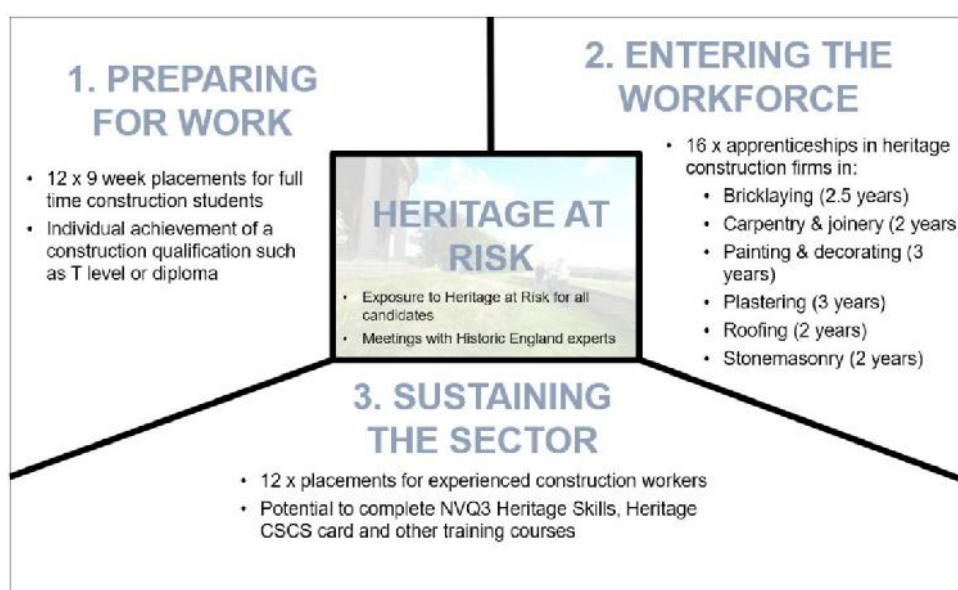 1. PREPARING
FOR WORK
• 12 x 9 week placements for full
time construction students
• Individual achievement of a
construction qualification such
as T level or diploma
2. ENTERING THE
WORKFORCE
• 16 x apprenticeships in heritage
construction firms in:
• Bricklaying (2.5 years)
• Carpentry & joinery (2 years
• Painting & decorating (3
years)
• Plastering (3 years)
• Roofing (2 years)
• Stonemasonry (2 years)
HERITAGE AT
RISK
• Exposure to Heritage at Risk for all
candidates
• Meetings with Historic England experts
3. SUSTAINING
THE SECTOR
• 12 x placements for experienced construction workers
• Potential to complete NVQ3 Heritage Skills, Heritage
CSCS card and other training courses